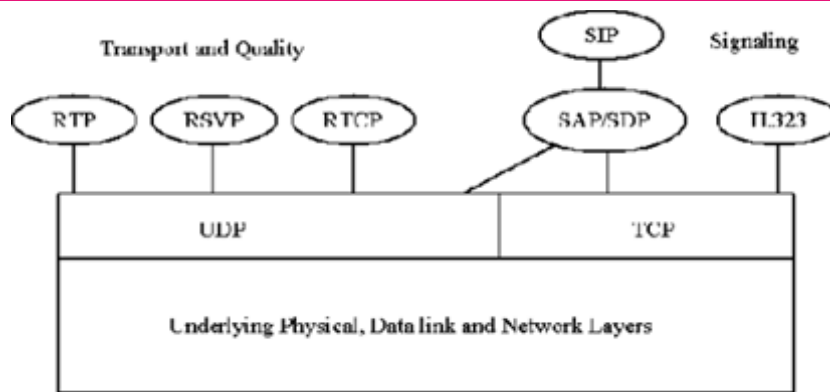 SIP
Transport and Quality
Signaling
RTP
RSVP
RTCP
SAP/SDP
H.323
UDP
TCP
Underlying Physical, Data link and Network Layers